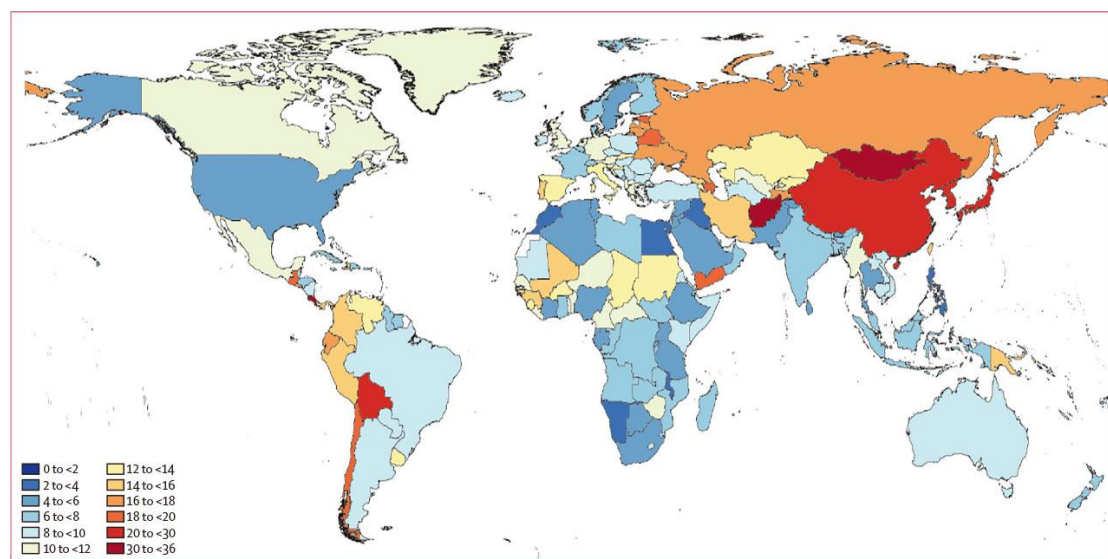 0 to <2
2 to <4
4 to <6
6 to <8
8 to <10
10 to <12
12 to <14
14 to <16
16 to <18
18 to <20
20 to <30
30 to <36